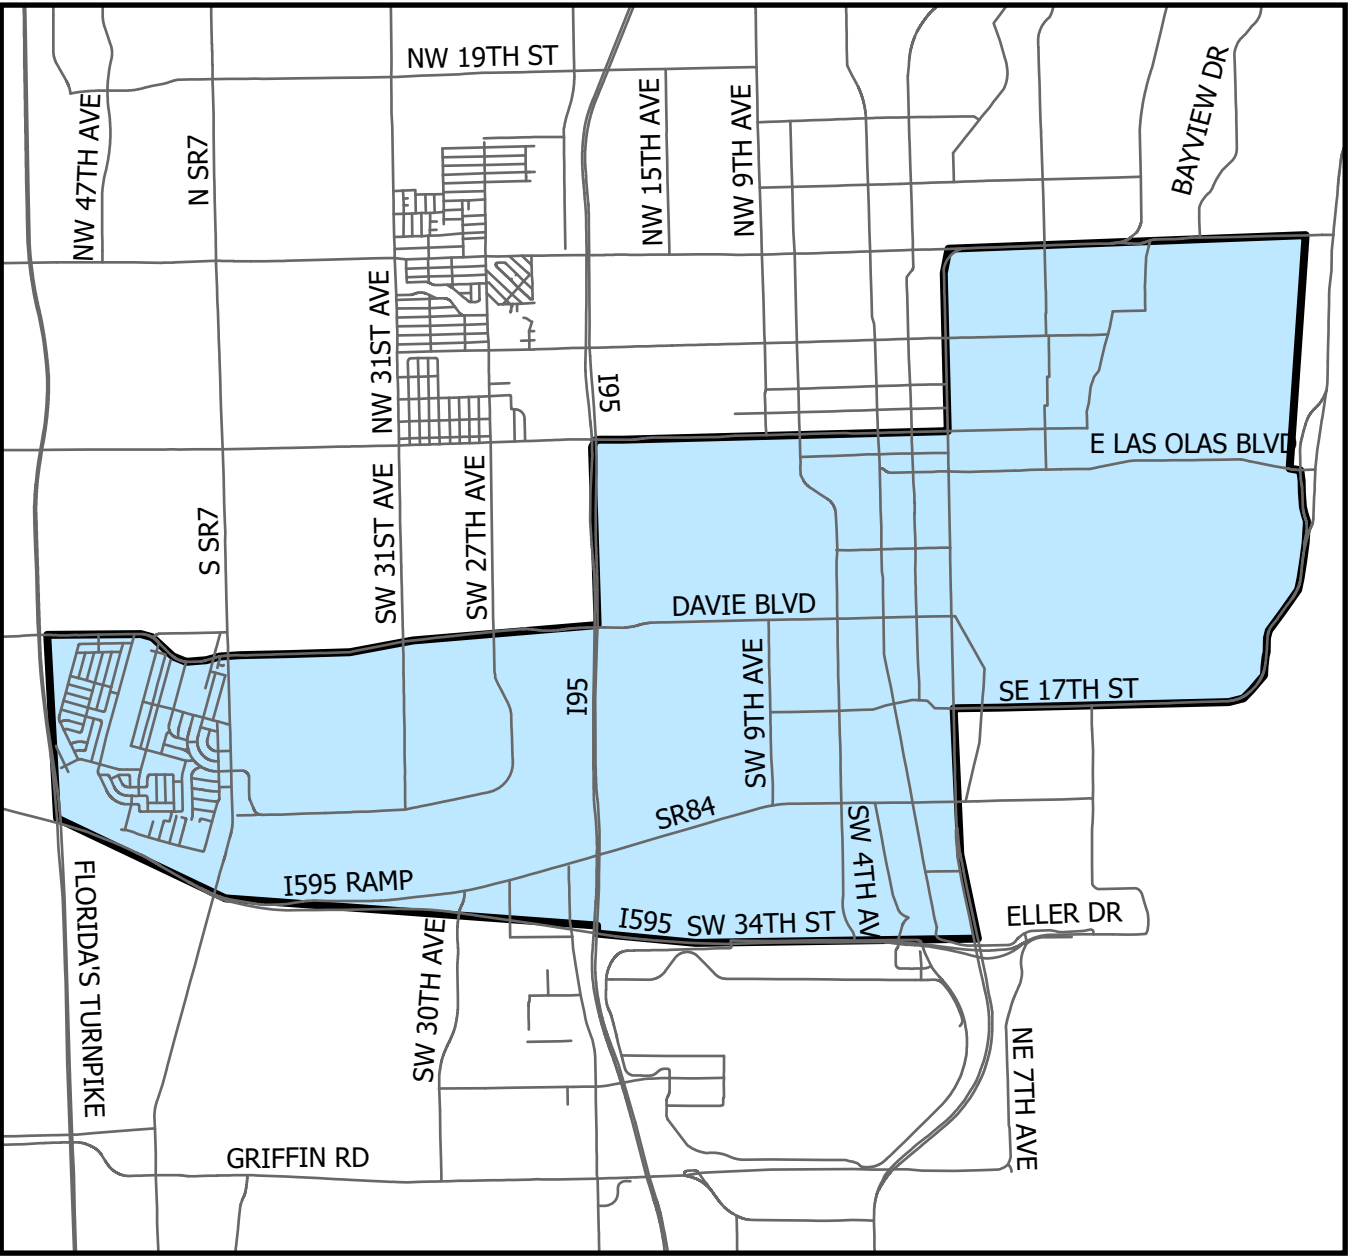 NW 19TH ST
BAYVIEW DR
NW 47TH AVE
N SR7
NW 15TH AVE
NW 9TH AVE
NW 31ST AVE
I95
E LAS OLAS BLVD
SW 31ST AVE
SW 27TH AVE
S SR7
DAVIE BLVD
SW 9TH AVE
I95
SE 17TH ST
SR84
SW 4TH AV
FLORIDA'S TURNPIKE
I595 RAMP
I595
SW 34TH ST
ELLER DR
SW 30TH AVE
NE 7TH AVE
GRIFFIN RD